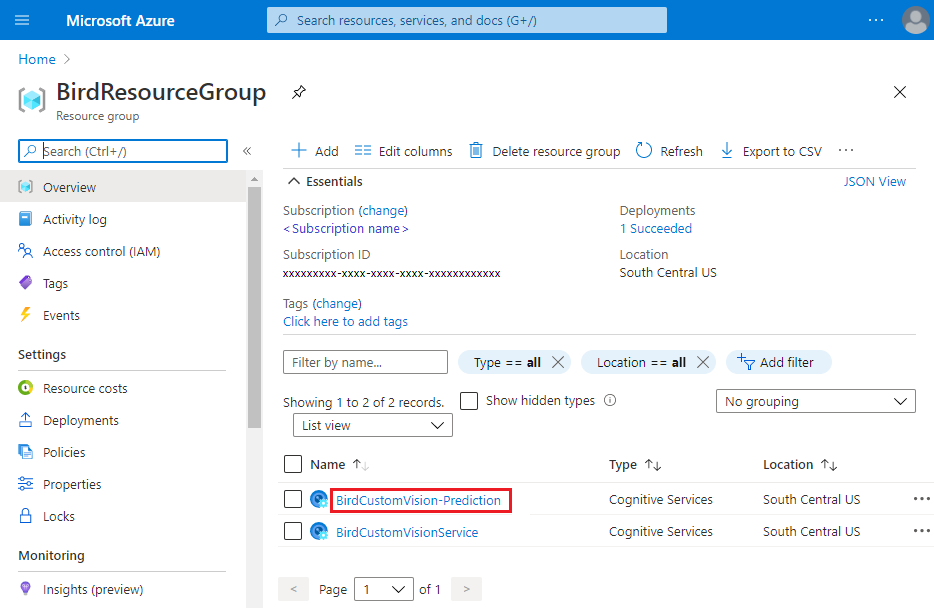 Microsoft Azure
Search resources, services, and docs (G+/)
Home
BirdResourceGroup
Resource group
Search (Ctrl+/)
Overview
Activity log
Access control (IAM)
Tags
Events
Settings
Resource costs
Deployments
Policies
Properties
Locks
Monitoring
Insights (preview)
Add
Edit columns
Delete resource group
Refresh
Export to CSV
Essentials
JSON View
Subscription (change)
<Subscription name>
Subscription ID
xxxxxxxxx-xxxx-xxxx-xxxx-xxxxxxxxxxxx
Tags (change)
Click here to add tags
Deployments
1 Succeeded
Location
South Central US
Filter by name...
Type == all
Location == all
Add filter
Showing 1 to 2 of 2 records.
Show hidden types
No grouping
List view
Name Type Location
BirdCustomVision-Prediction Cognitive Services South Central US
BirdCustomVisionService Cognitive Services South Central US
< Page 1 of 1 >